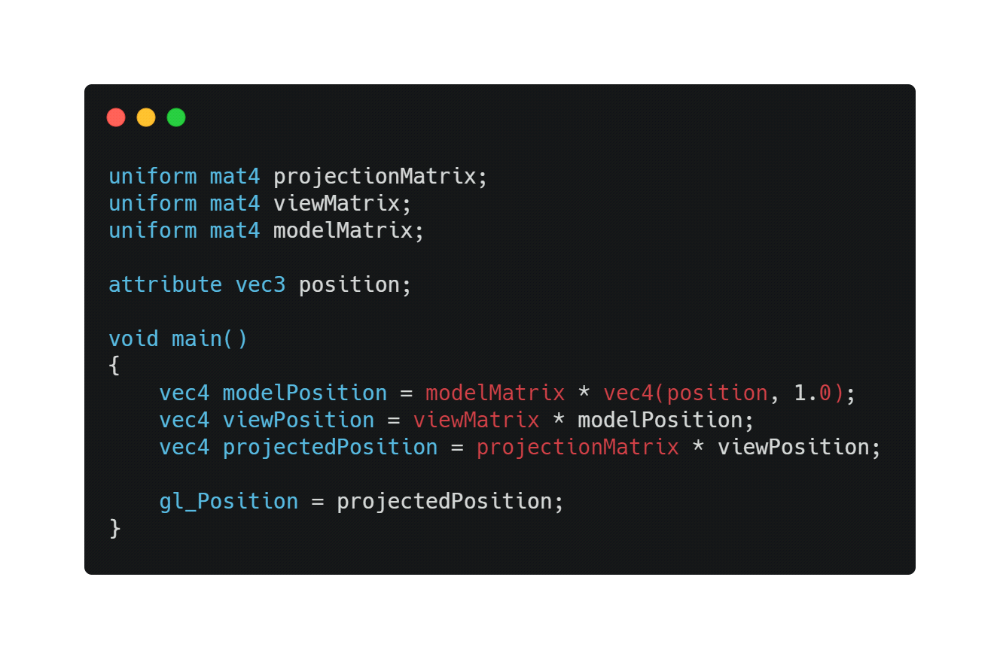 uniform mat4 projectionMatrix;
uniform mat4 viewMatrix;
uniform mat4 modelMatrix;

attribute vec3 position;

void main()
{
    vec4 modelPosition = modelMatrix * vec4(position, 1.0);
    vec4 viewPosition = viewMatrix * modelPosition;
    vec4 projectedPosition = projectionMatrix * viewPosition;

    gl_Position = projectedPosition;
}